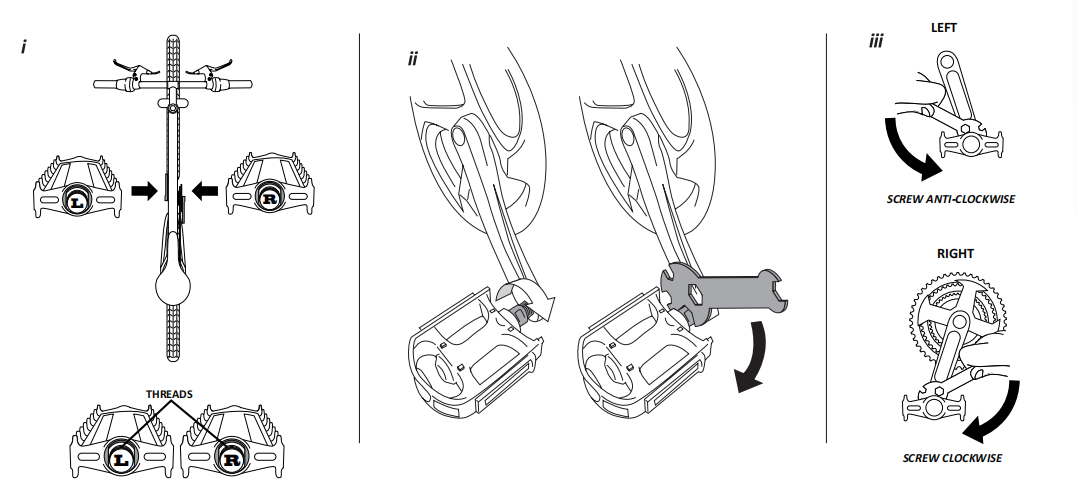 i
L
R
THREADS
L
R
ii
iii
LEFT
SCREW ANTI-CLOCKWISE
RIGHT
SCREW CLOCKWISE